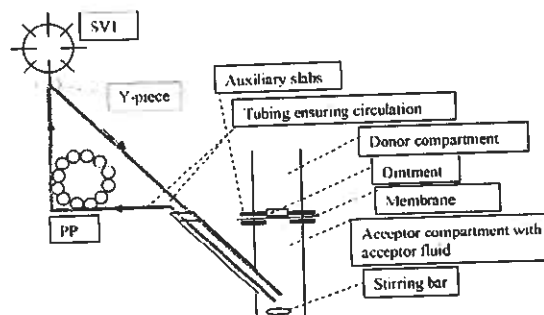 SV1
Auxiliary slabs
Y-piece
Tubing ensuring circulation
Donor compartment
Ointment
Membrane
PP
Acceptor compartment with
acceptor fluid
Stirring bar